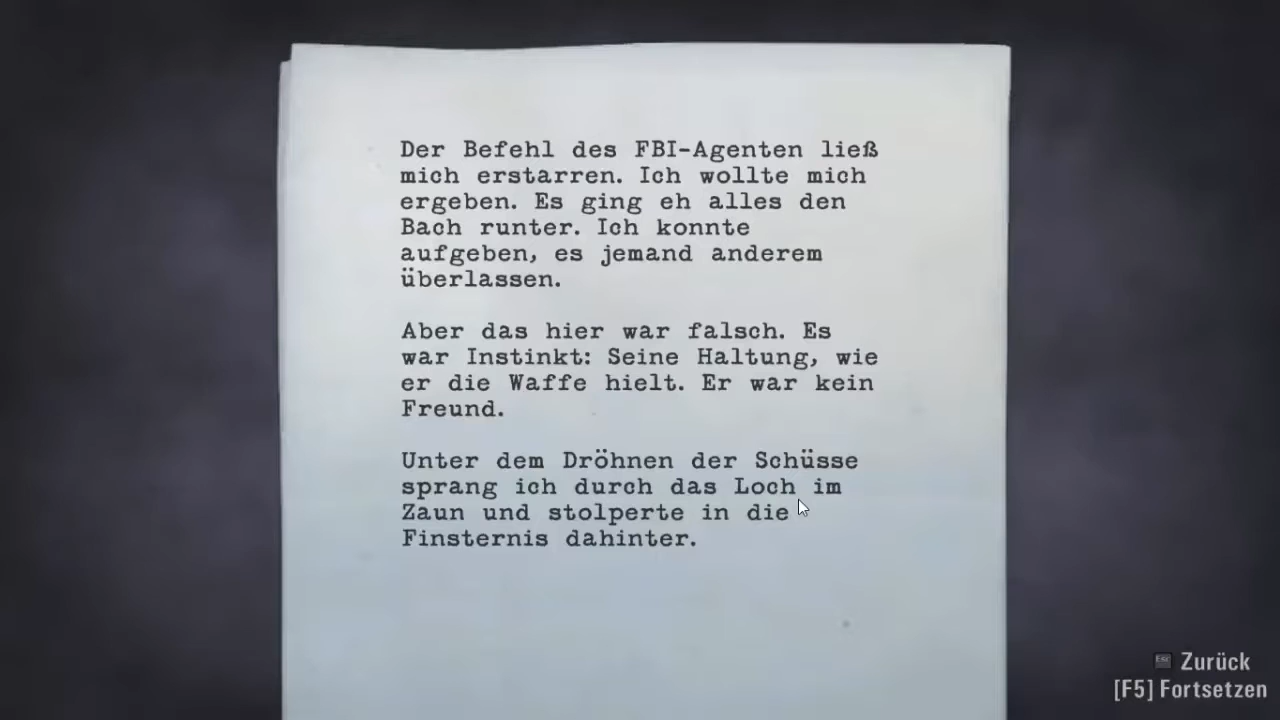 Der Befehl des FBI-Agenten ließ
mich erstarren. Ich wollte mich
ergeben. Es ging eh alles den
Bach runter. Ich konnte
aufgeben, es jemand anderem
überlassen.
Aber das hier war falsch. Es
war Instinkt: Seine Haltung, wie
er die Waffe hielt. Er war kein
Freund.
Unter dem Dröhnen der Schüsse
sprang ich durch das Loch im
Zaun und stolperte in die
Finsternis dahinter.
Esc Zurück
[F5] Fortsetzen